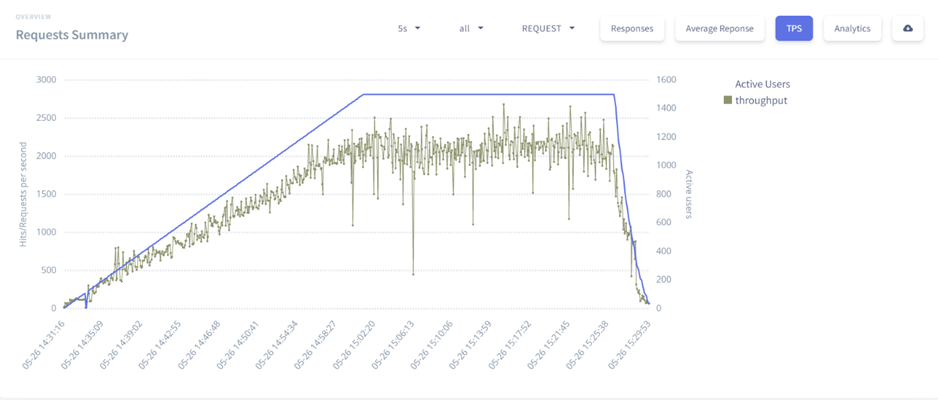 OVERVIEW
Requests Summary
5s
all
REQUEST
Responses
Average Reponse
TPS
Analytics
3000
2500
2000
1500
1000
500
0
Hits/Requests per second
1600
1400
1200
1000
800
600
400
200
0
Active users
Active Users
throughput
05-26 14:31:16
05-26 14:35:09
05-26 14:39:02
05-26 14:42:55
05-26 14:46:48
05-26 14:50:41
05-26 14:54:34
05-26 14:58:27
05-26 15:02:20
05-26 15:06:13
05-26 15:10:06
05-26 15:13:59
05-26 15:17:52
05-26 15:21:45
05-26 15:25:38
05-26 15:29:53